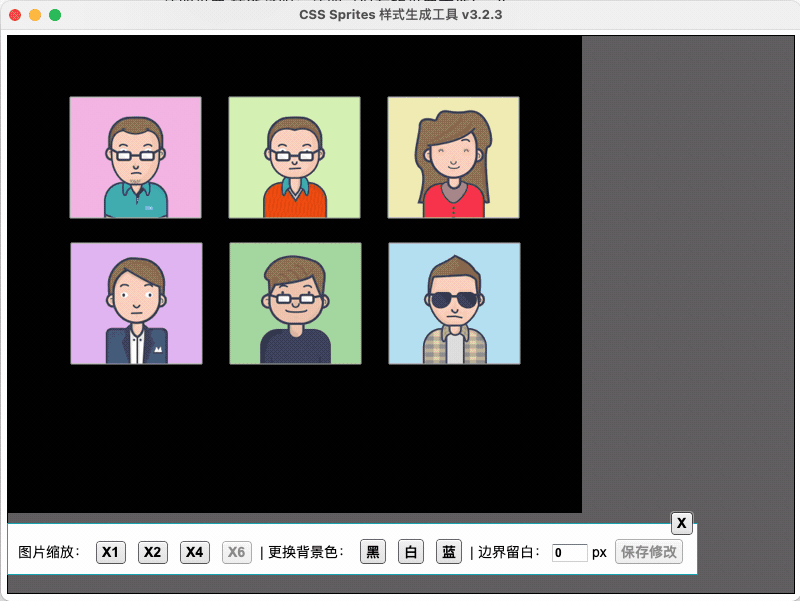 CSS Sprites 样式生成工具 v3.2.3
X
图片缩放： X1 X2 X4 X6 | 更换背景色： 黑 白 蓝 | 边界留白： 0 px 保存修改